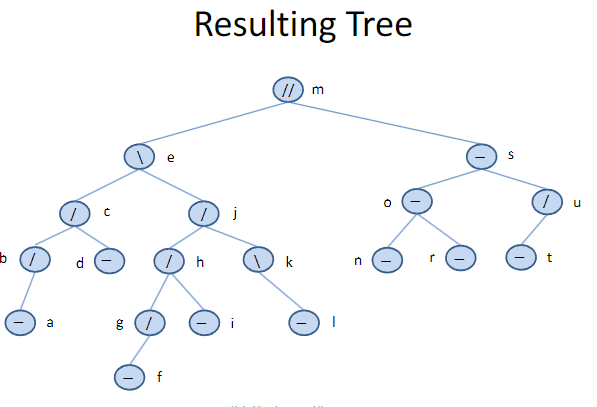 Resulting Tree
// m
\ e
– s
/ c
/ j
o –
/ u
b /
d –
/ h
\ k
n –
r –
– t
– a
g /
– i
– l
– f